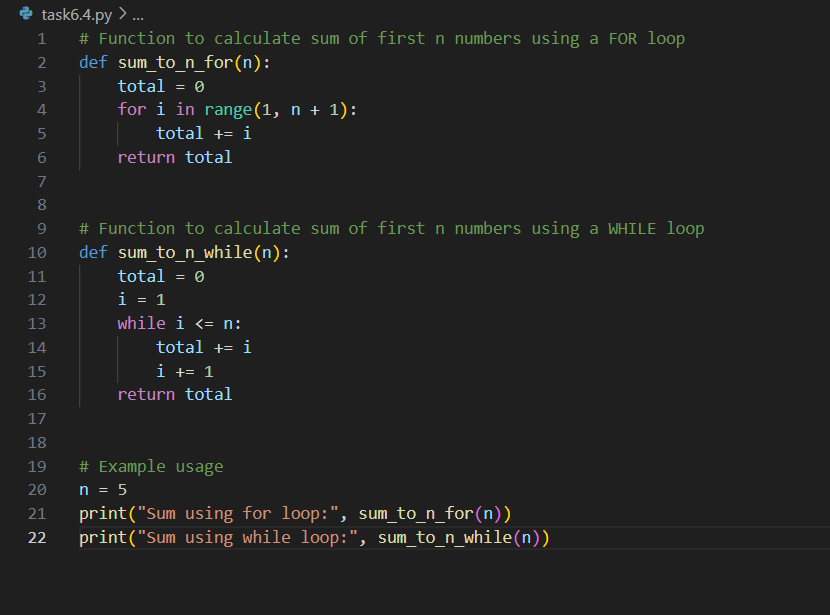 task6.4.py > ...
1 # Function to calculate sum of first n numbers using a FOR loop
2 def sum_to_n_for(n):
3     total = 0
4     for i in range(1, n + 1):
5         total += i
6     return total
7
8
9 # Function to calculate sum of first n numbers using a WHILE loop
10 def sum_to_n_while(n):
11     total = 0
12     i = 1
13     while i <= n:
14         total += i
15         i += 1
16     return total
17
18
19 # Example usage
20 n = 5
21 print("Sum using for loop:", sum_to_n_for(n))
22 print("Sum using while loop:", sum_to_n_while(n))